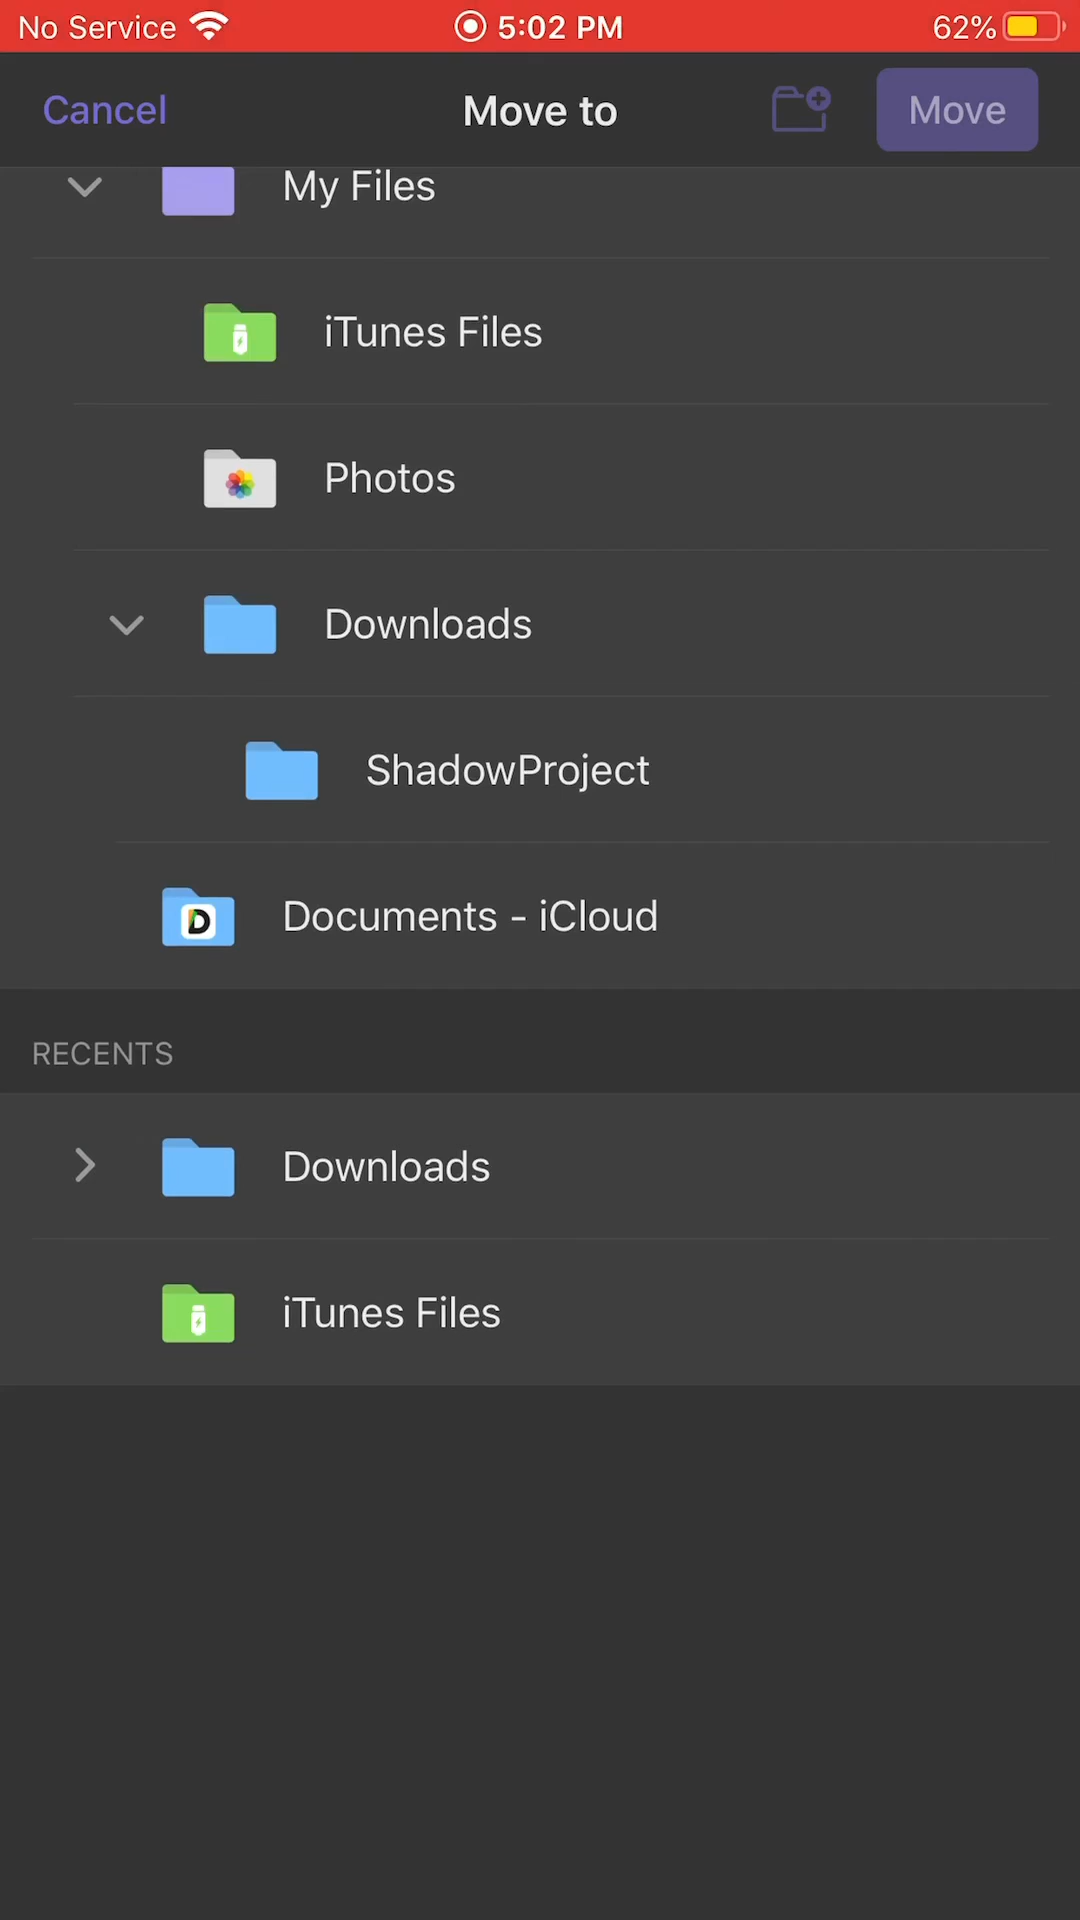 No Service 5:02 PM 62%
Cancel Move to Move
My Files
iTunes Files
Photos
Downloads
ShadowProject
D Documents - iCloud
RECENTS
Downloads
iTunes Files